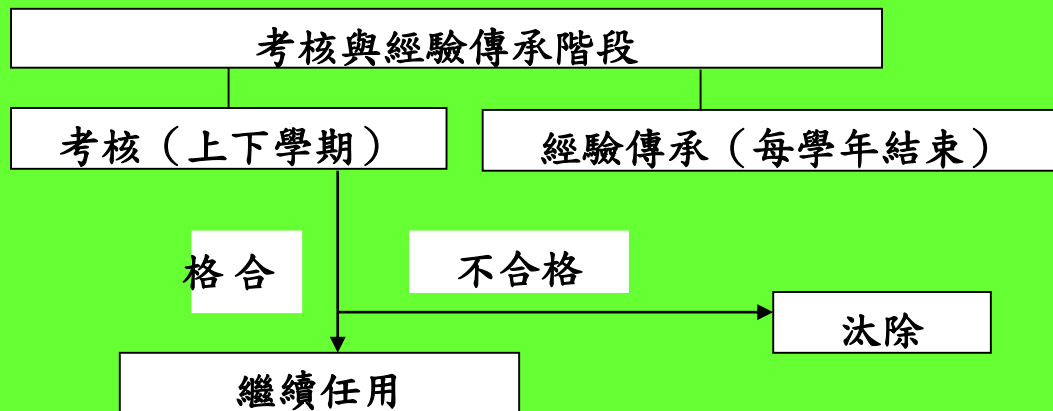 考核與經驗傳承階段
考核（上下學期）
經驗傳承（每學年結束）
格合
不合格
汰除
繼續任用